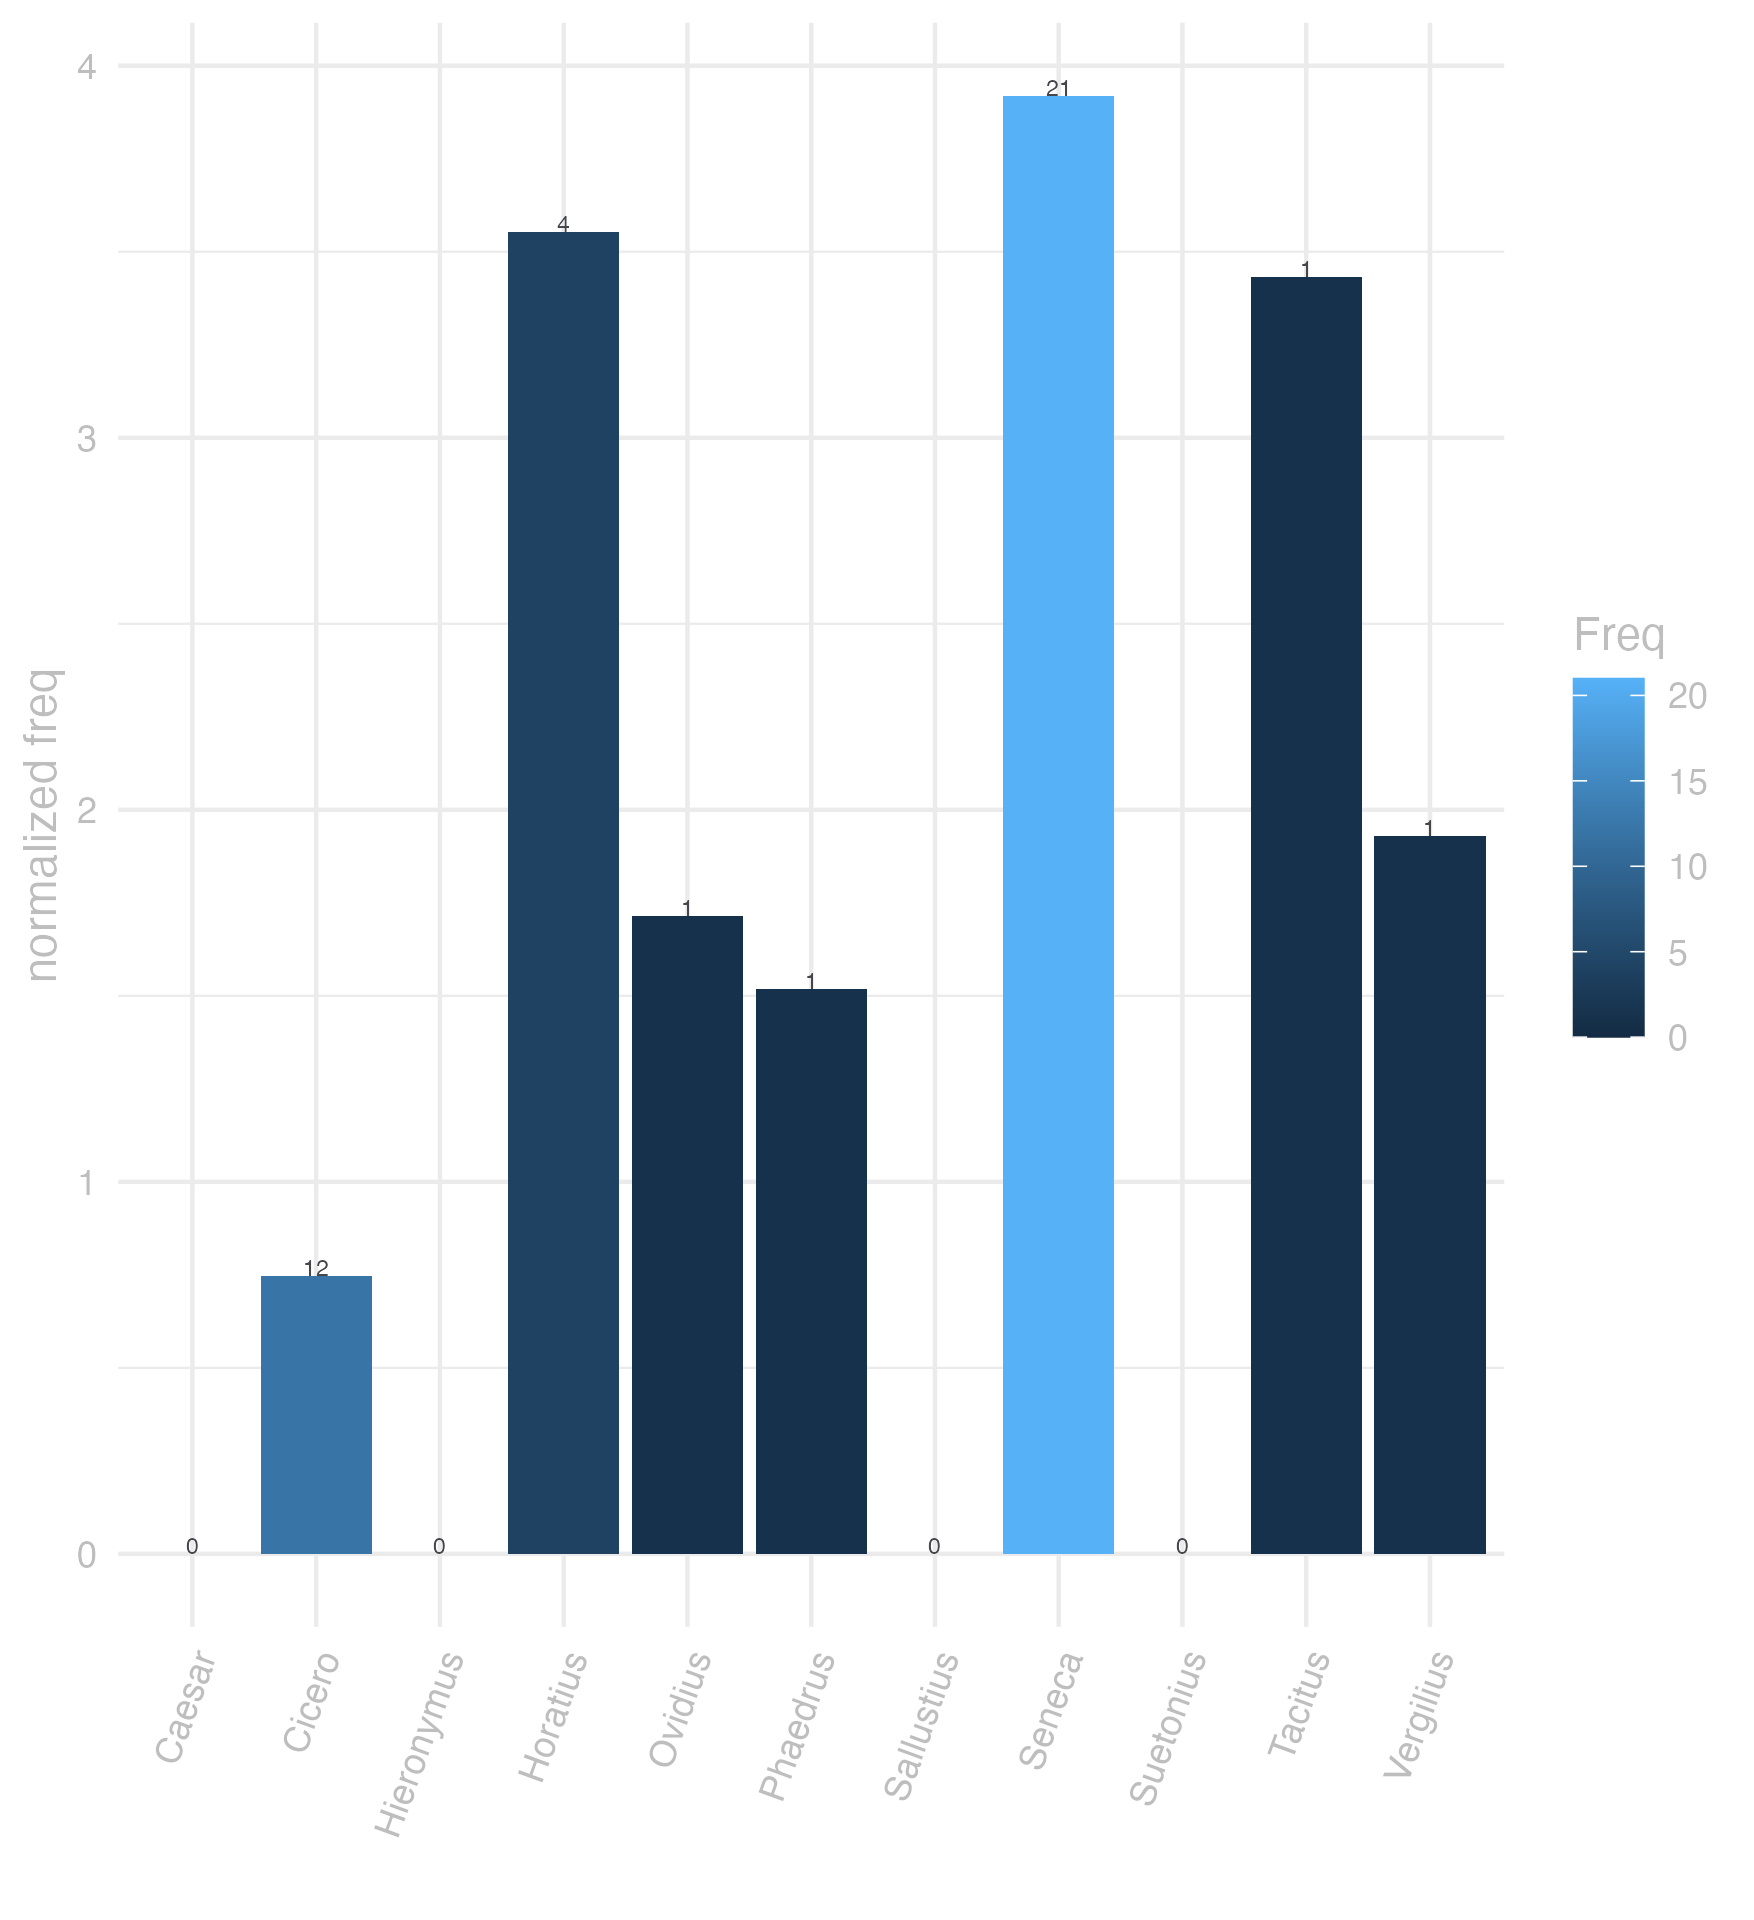 normalized freq
4
3
2
1
0
0
12
0
4
1
1
0
21
0
1
1
Caesar
Cicero
Hieronymus
Horatius
Ovidius
Phaedrus
Sallustius
Seneca
Suetonius
Tacitus
Vergilius
Freq
20
15
10
5
0